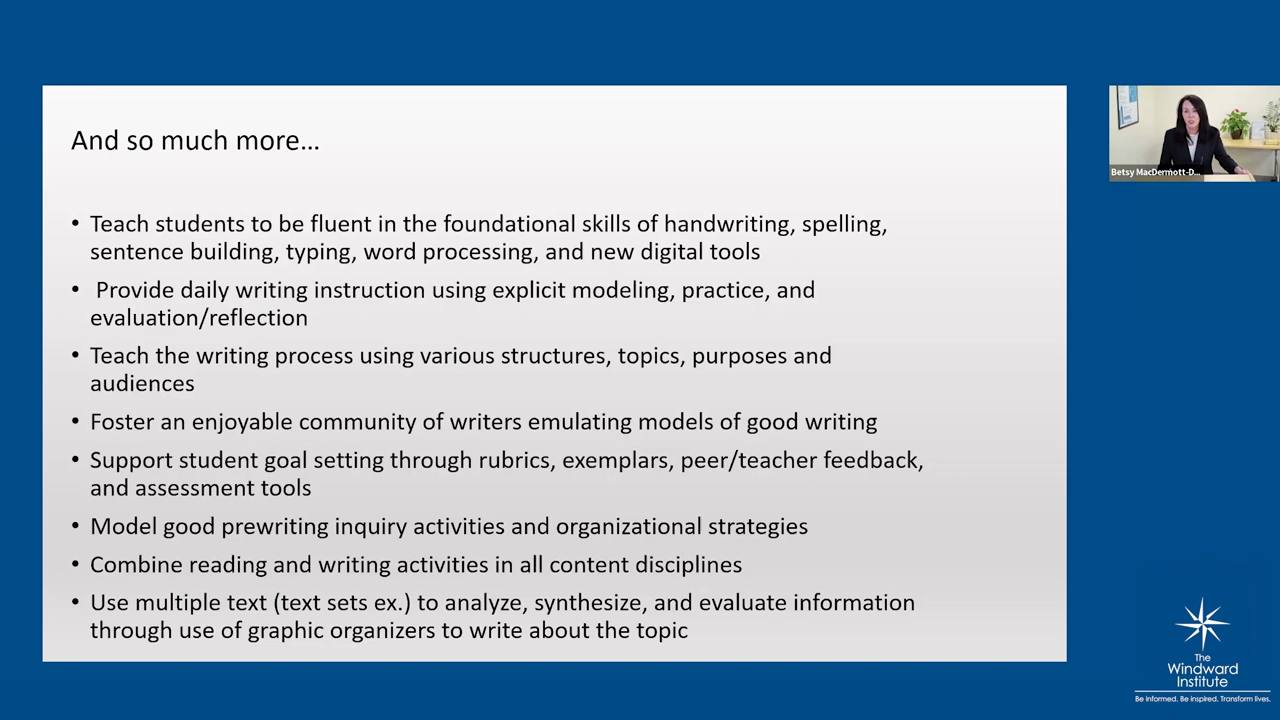 And so much more...
• Teach students to be fluent in the foundational skills of handwriting, spelling,
sentence building, typing, word processing, and new digital tools
• Provide daily writing instruction using explicit modeling, practice, and
evaluation/reflection
• Teach the writing process using various structures, topics, purposes and
audiences
• Foster an enjoyable community of writers emulating models of good writing
• Support student goal setting through rubrics, exemplars, peer/teacher feedback,
and assessment tools
• Model good prewriting inquiry activities and organizational strategies
• Combine reading and writing activities in all content disciplines
• Use multiple text (text sets ex.) to analyze, synthesize, and evaluate information
through use of graphic organizers to write about the topic
Betsy MacDermott-D...
The
Windward
Institute
Be informed. Be inspired. Transform lives.